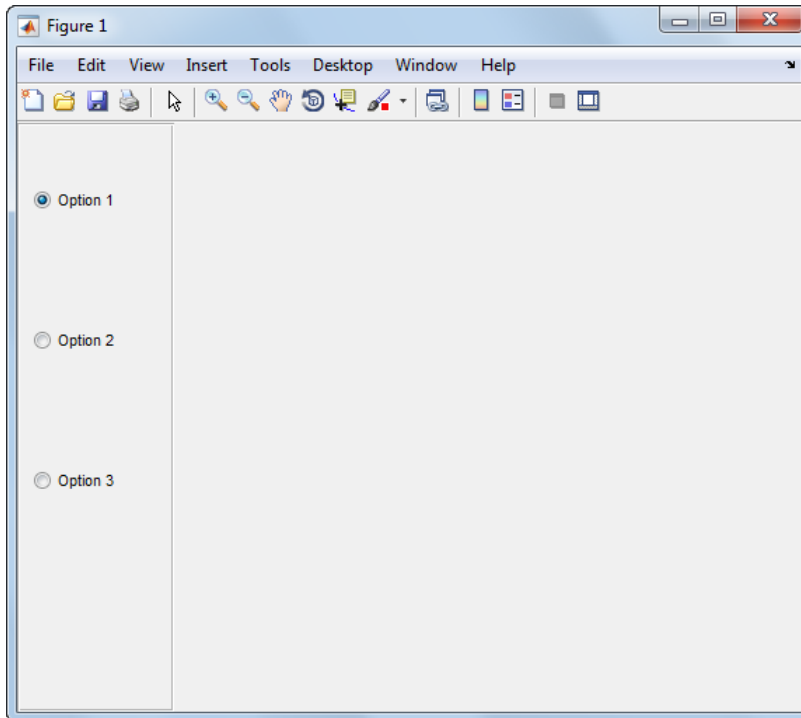 Figure 1
File Edit View Insert Tools Desktop Window Help
Option 1
Option 2
Option 3